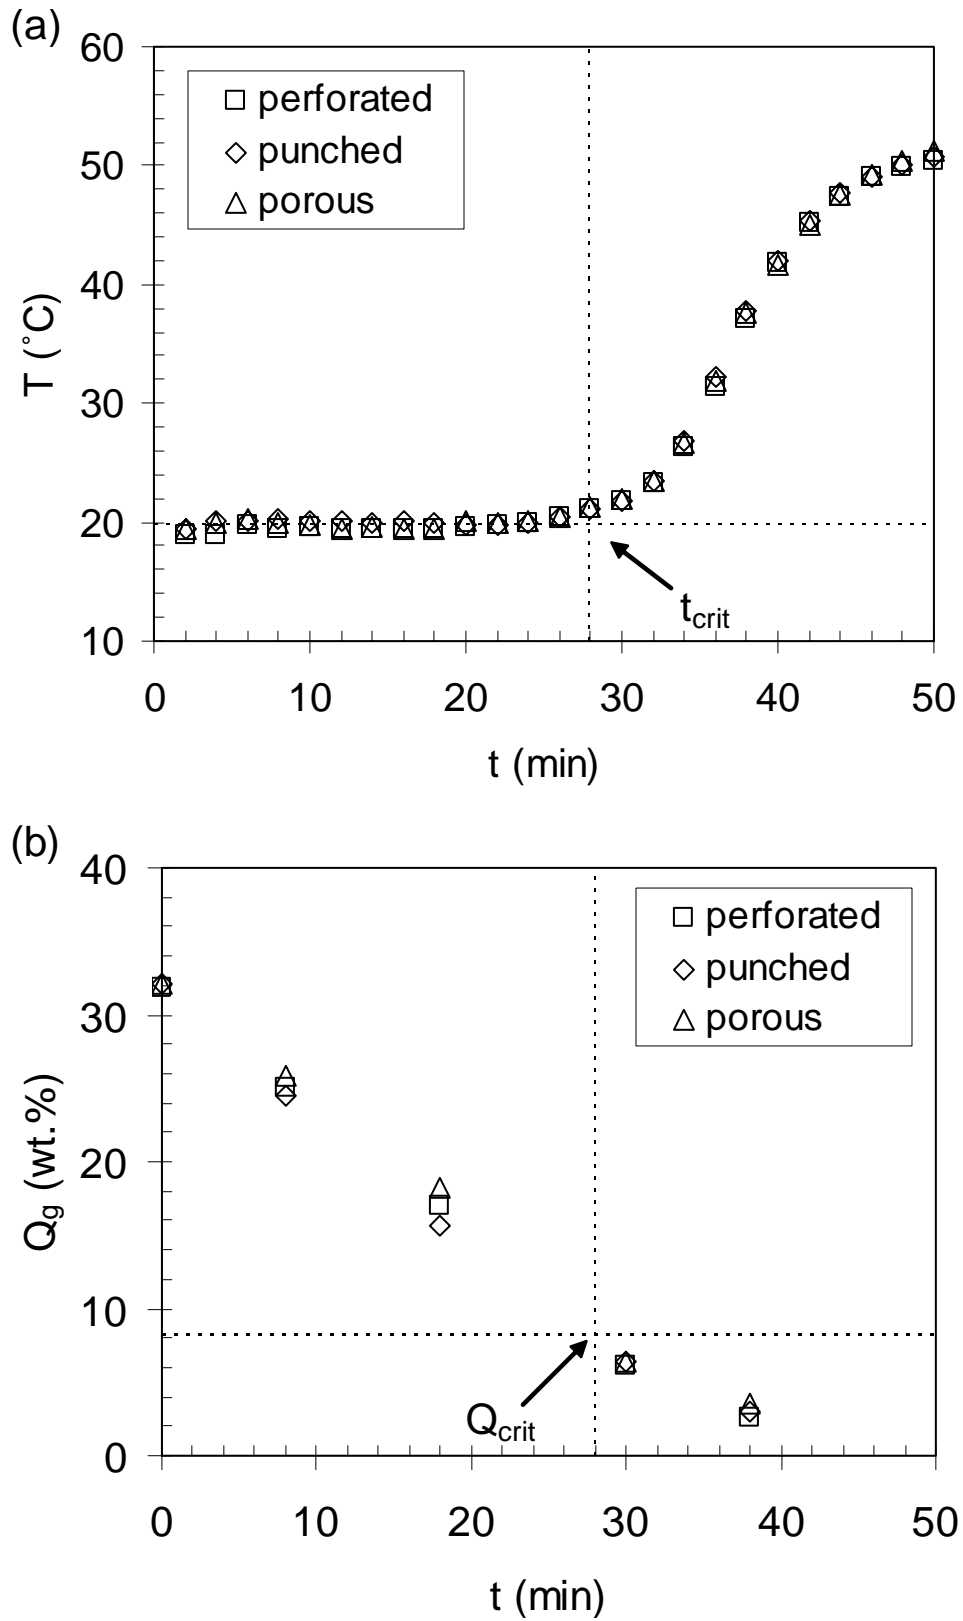 (a)
60
50
40
30
20
10
T (˚C)
perforated
punched
porous
t_crit
0 10 20 30 40 50
t (min)
(b)
40
30
20
10
0
Q_g (wt.%)
perforated
punched
porous
Q_crit
0 10 20 30 40 50
t (min)